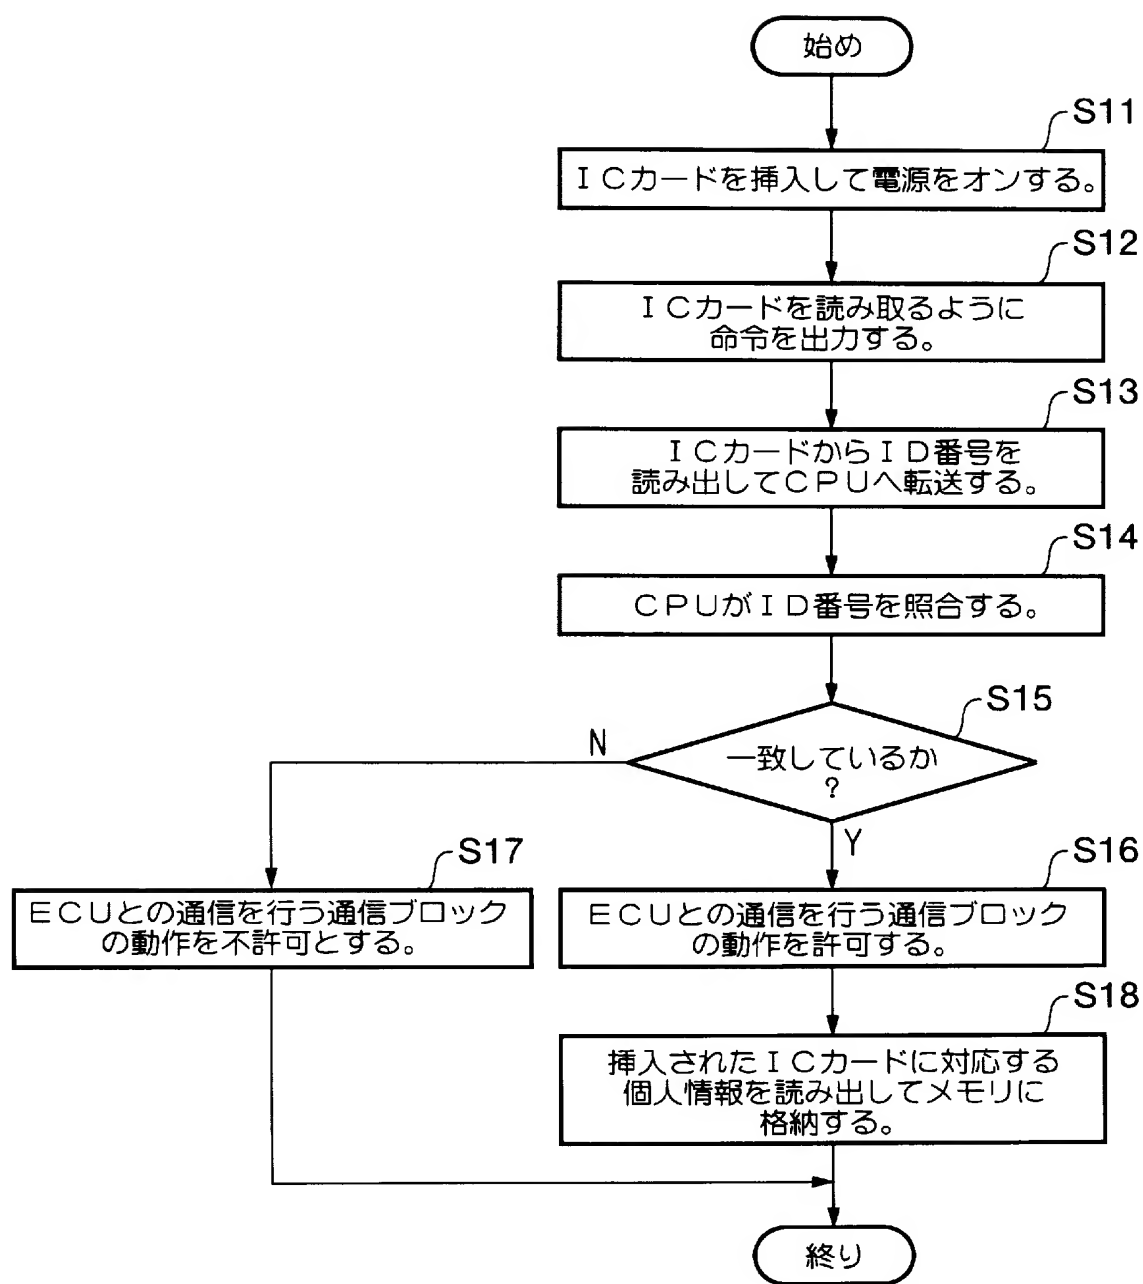 始め
S11
ICカードを挿入して電源をオンする。
S12
ICカードを読み取るように
命令を出力する。
S13
ICカードからID番号を
読み出してCPUへ転送する。
S14
CPUがID番号を照合する。
S15
一致しているか
?
N
Y
S17
ECUとの通信を行う通信ブロック
の動作を不許可とする。
S16
ECUとの通信を行う通信ブロック
の動作を許可する。
S18
挿入されたICカードに対応する
個人情報を読み出してメモリに
格納する。
終り